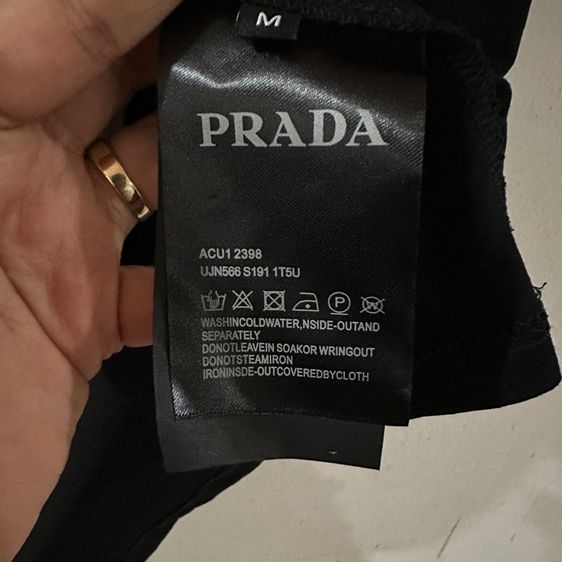 M
PRADA
ACU1 2398
UJN566 S191 1T5U
WASHINCOLDWATER,NSIDE-OUTAND
SEPARATELY
DONOTLEAVEIN SOAKOR WRINGOUT
DONOTSTEAMIRON
IRONINSDE-OUTCOVEREDBYCLOTH